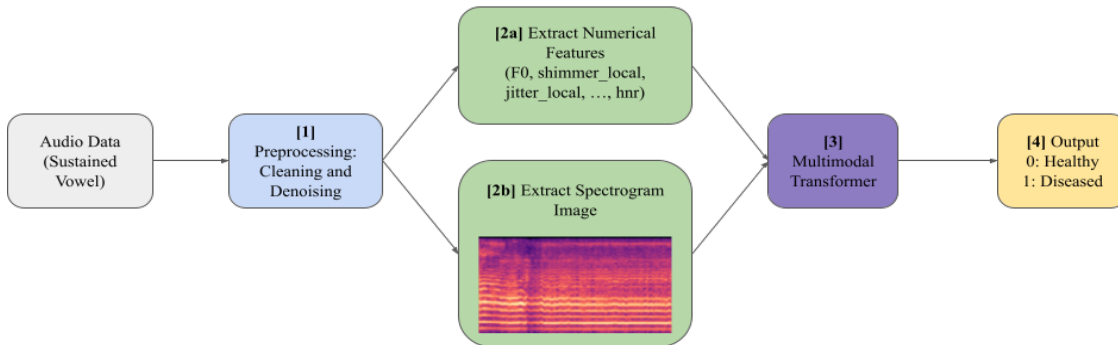 Audio Data
(Sustained
Vowel)
[1]
Preprocessing:
Cleaning and
Denoising
[2a] Extract Numerical
Features
(F0, shimmer_local,
jitter_local, …, hnr)
[2b] Extract Spectrogram
Image
[3]
Multimodal
Transformer
[4] Output
0: Healthy
1: Diseased